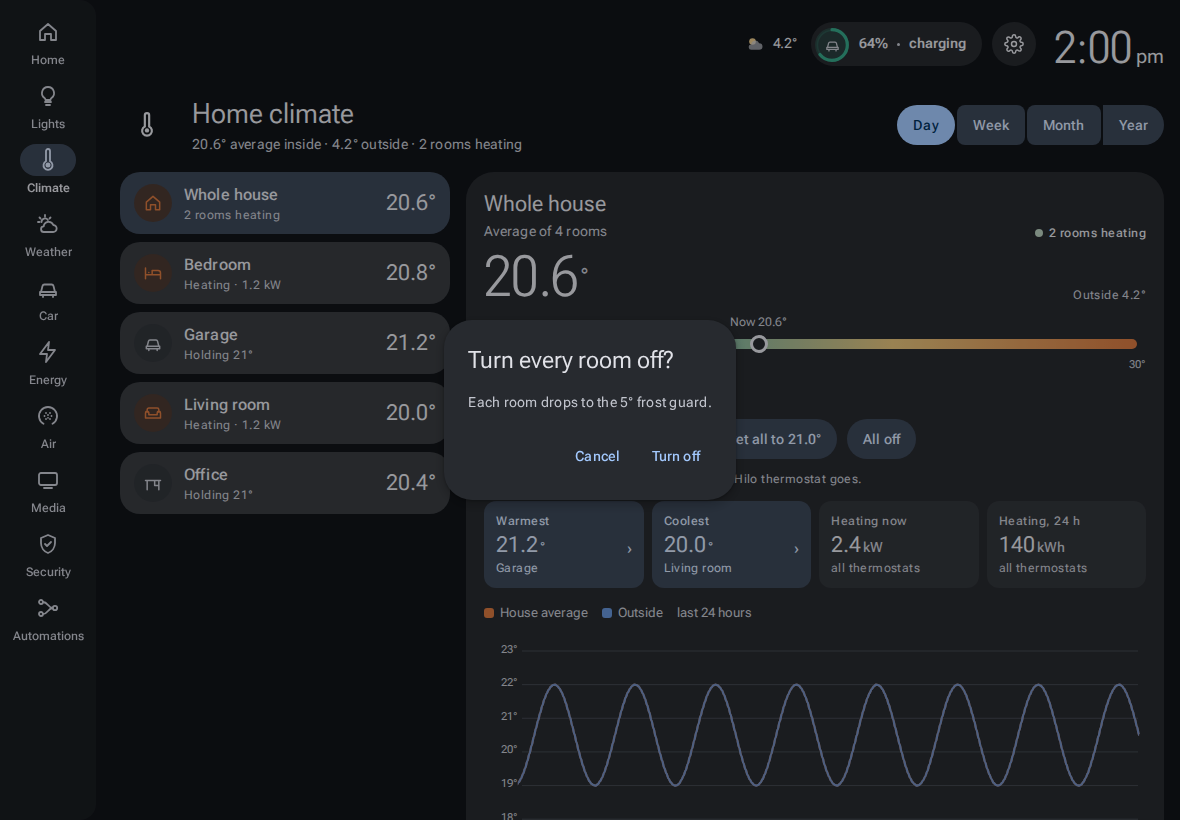 Home
Lights
Climate
Weather
Car
Energy
Air
Media
Security
Automations
4.2°
64% · charging
2:00 pm
Home climate
20.6° average inside · 4.2° outside · 2 rooms heating
Day
Week
Month
Year
Whole house
2 rooms heating
20.6°
Bedroom
Heating · 1.2 kW
20.8°
Garage
Holding 21°
21.2°
Living room
Heating · 1.2 kW
20.0°
Office
Holding 21°
20.4°
Whole house
Average of 4 rooms
2 rooms heating
20.6°
Outside 4.2°
Now 20.6°
30°
Turn every room off?
Each room drops to the 5° frost guard.
Cancel
Turn off
et all to 21.0°
All off
Hilo thermostat goes.
Warmest
21.2°
Garage
›
Coolest
20.0°
Living room
›
Heating now
2.4 kW
all thermostats
Heating, 24 h
140 kWh
all thermostats
House average
Outside
last 24 hours
23°
22°
21°
20°
19°
18°